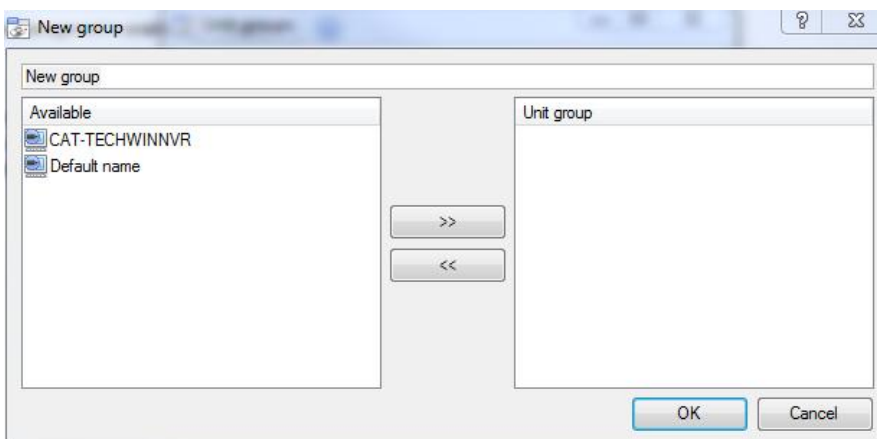 New group
New group
Available
Unit group
CAT-TECHWINNVR
Default name
>>
<<
OK
Cancel